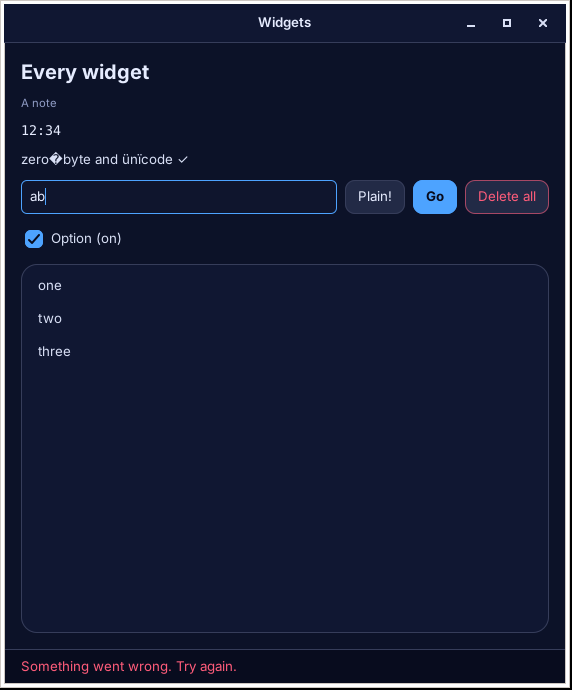 Widgets
Every widget
A note
12:34
zero�byte and ünïcode ✓
ab
Plain!
Go
Delete all
Option (on)
one
two
three
Something went wrong. Try again.